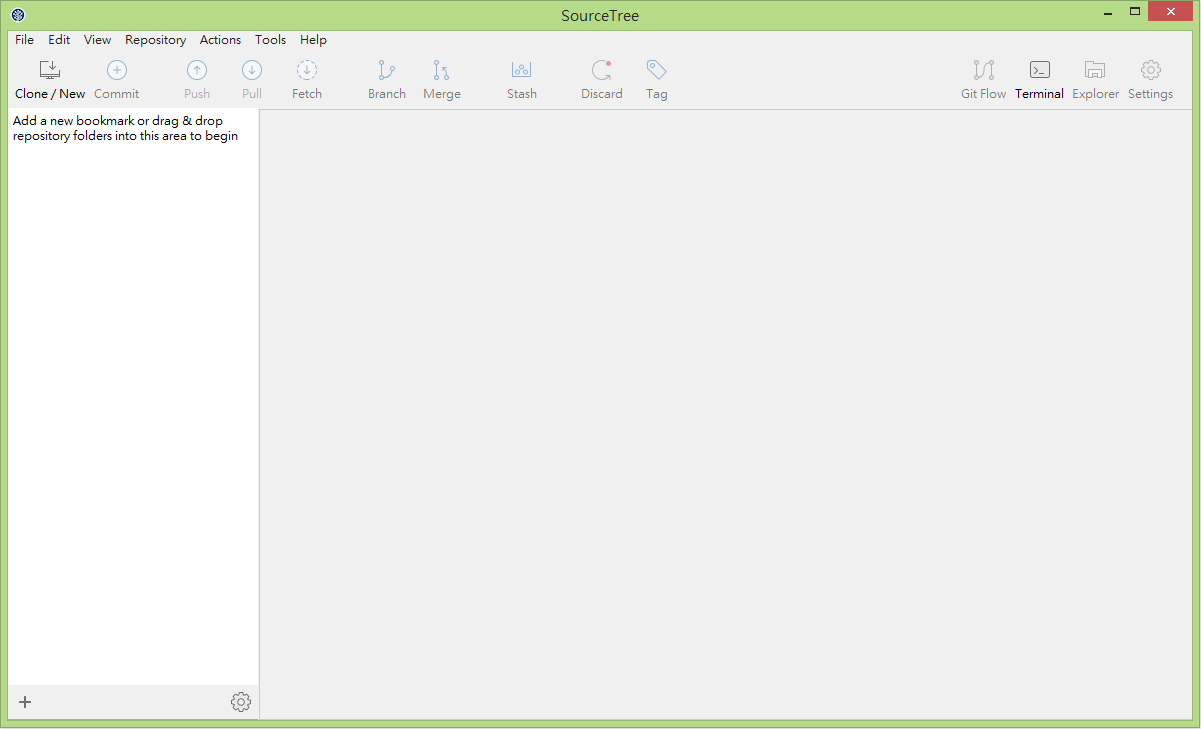 SourceTree
File Edit View Repository Actions Tools Help
Clone / New Commit Push Pull Fetch Branch Merge Stash Discard Tag Git Flow Terminal Explorer Settings
Add a new bookmark or drag & drop
repository folders into this area to begin